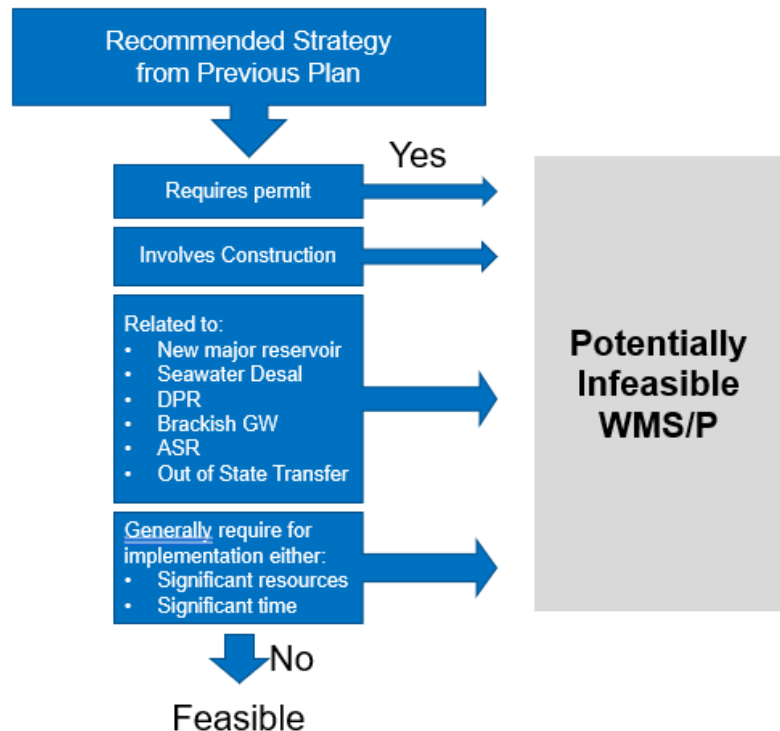 Recommended Strategy
from Previous Plan
Yes
Requires permit
Involves Construction
Related to:
• New major reservoir
• Seawater Desal
• DPR
• Brackish GW
• ASR
• Out of State Transfer
Potentially
Infeasible
WMS/P
Generally require for
implementation either:
• Significant resources
• Significant time
No
Feasible